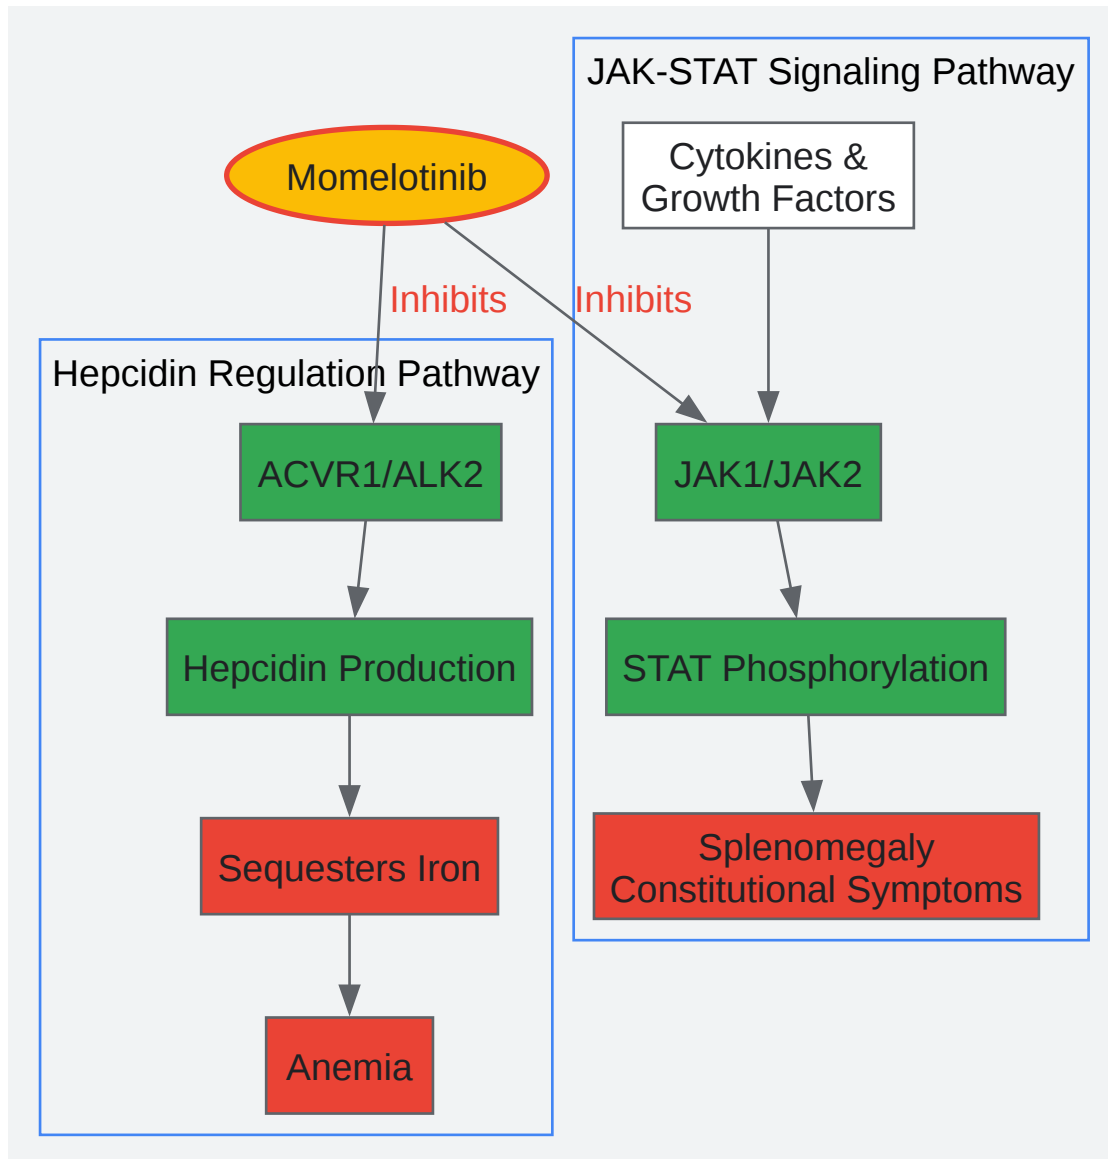 JAK-STAT Signaling Pathway
Cytokines &
Growth Factors
Momelotinib
Inhibits
Inhibits
Hepcidin Regulation Pathway
ACVR1/ALK2
JAK1/JAK2
Hepcidin Production
STAT Phosphorylation
Sequesters Iron
Splenomegaly
Constitutional Symptoms
Anemia